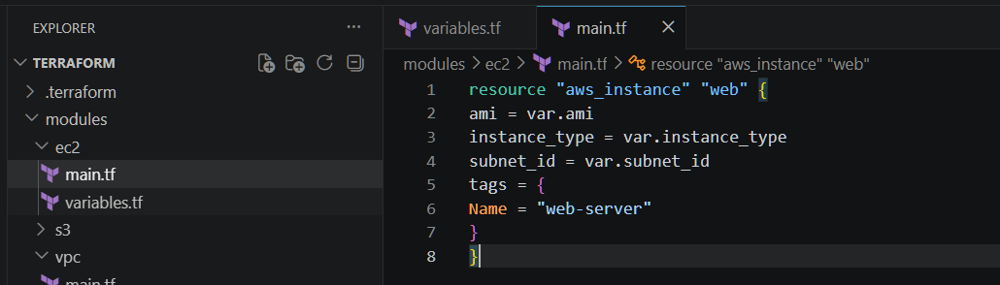 EXPLORER
TERRAFORM
.terraform
modules
ec2
main.tf
variables.tf
s3
vpc
main.tf
variables.tf
main.tf
modules > ec2 > main.tf > resource "aws_instance" "web"
1 resource "aws_instance" "web" {
2 ami = var.ami
3 instance_type = var.instance_type
4 subnet_id = var.subnet_id
5 tags = {
6 Name = "web-server"
7 }
8 }